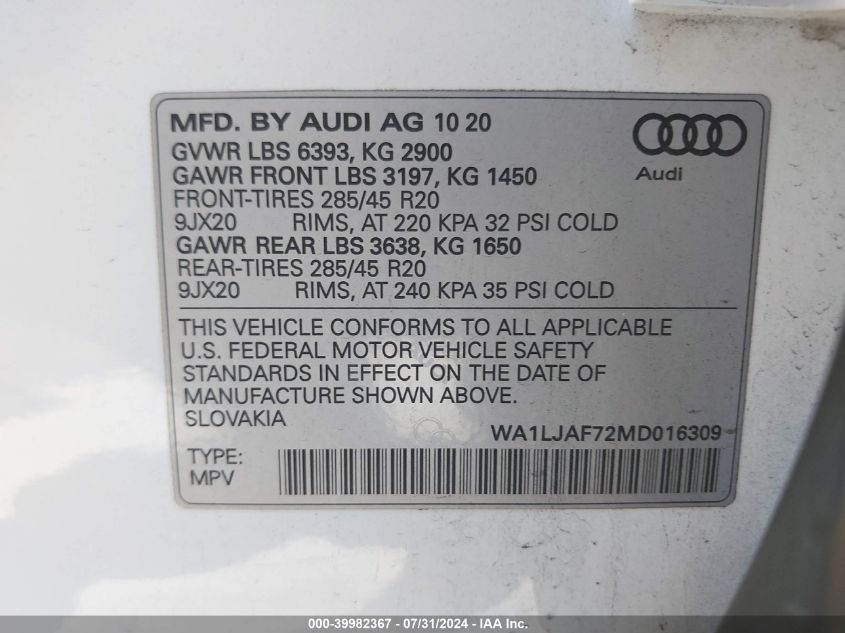 MFD. BY AUDI AG 10 20
GVWR LBS 6393, KG 2900
GAWR FRONT LBS 3197, KG 1450
FRONT-TIRES 285/45 R20
9JX20 RIMS, AT 220 KPA 32 PSI COLD
GAWR REAR LBS 3638, KG 1650
REAR-TIRES 285/45 R20
9JX20 RIMS, AT 240 KPA 35 PSI COLD
Audi
THIS VEHICLE CONFORMS TO ALL APPLICABLE
U.S. FEDERAL MOTOR VEHICLE SAFETY
STANDARDS IN EFFECT ON THE DATE OF
MANUFACTURE SHOWN ABOVE.
SLOVAKIA
WA1LJAF72MD016309
TYPE:
MPV
000-39982367 - 07/31/2024 - IAAI.com